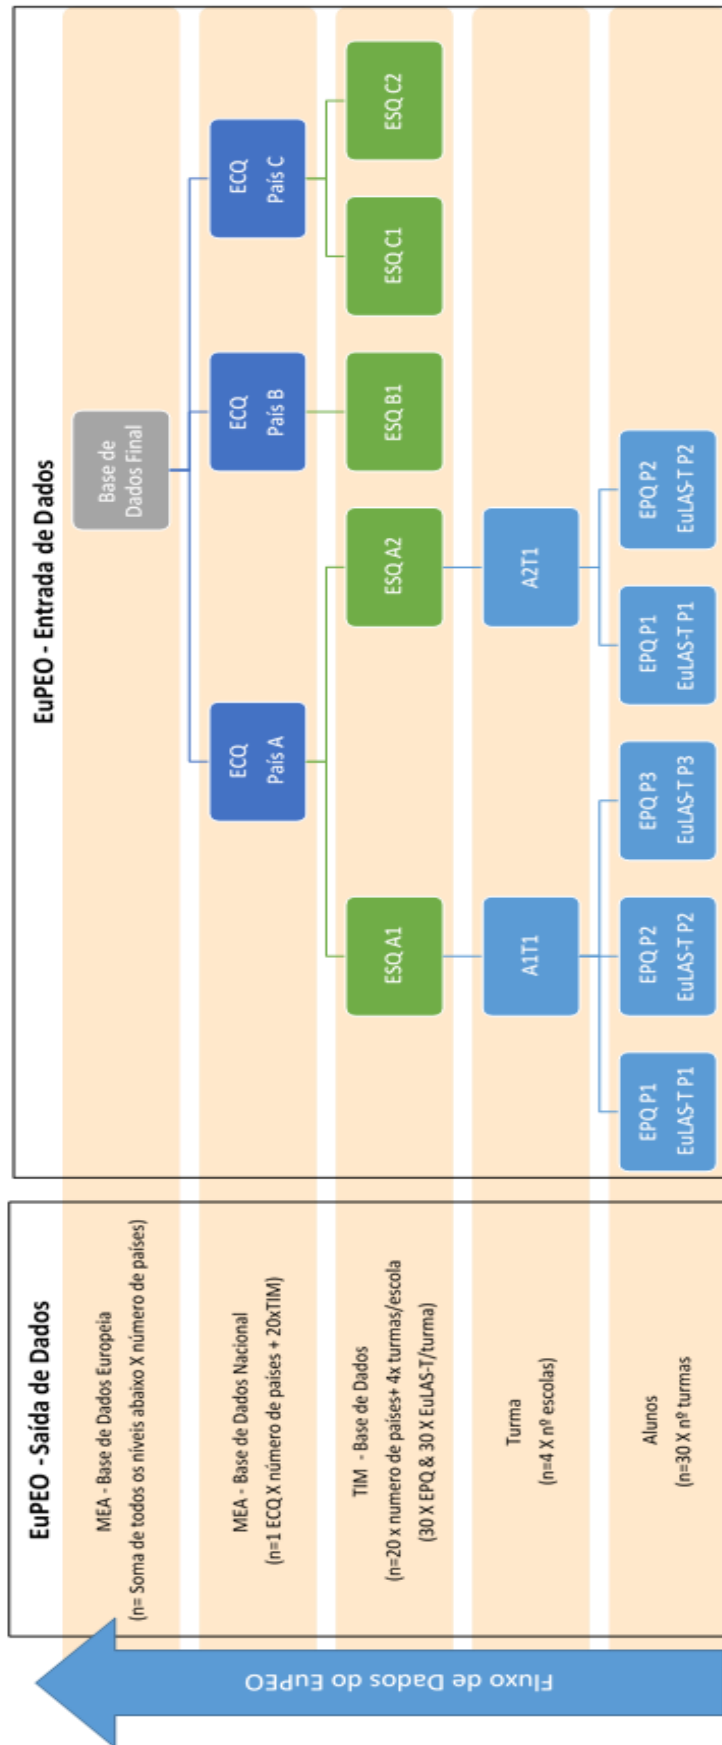 EuPEO - Saída de Dados
MEA - Base de Dados Europeia
(n= Soma de todos os níveis abaixo X número de países)
MEA - Base de Dados Nacional
(n=1 ECQ X número de países + 20xTIM)
TIM - Base de Dados
(n=20 x numero de países+ 4x turmas/escola
(30 X EPQ & 30 X EuLAS-T/turma)
Turma
(n=4 X nº escolas)
Alunos
(n=30 X nº turmas
Fluxo de Dados do EuPEO
EuPEO - Entrada de Dados
Base de
Dados Final
ECQ
País A
ECQ
País B
ECQ
País C
ESQ A1
ESQ A2
ESQ B1
ESQ C1
ESQ C2
A1T1
A2T1
EPQ P1
EuLAS-T P1
EPQ P2
EuLAS-T P2
EPQ P3
EuLAS-T P3
EPQ P1
EuLAS-T P1
EPQ P2
EuLAS-T P2